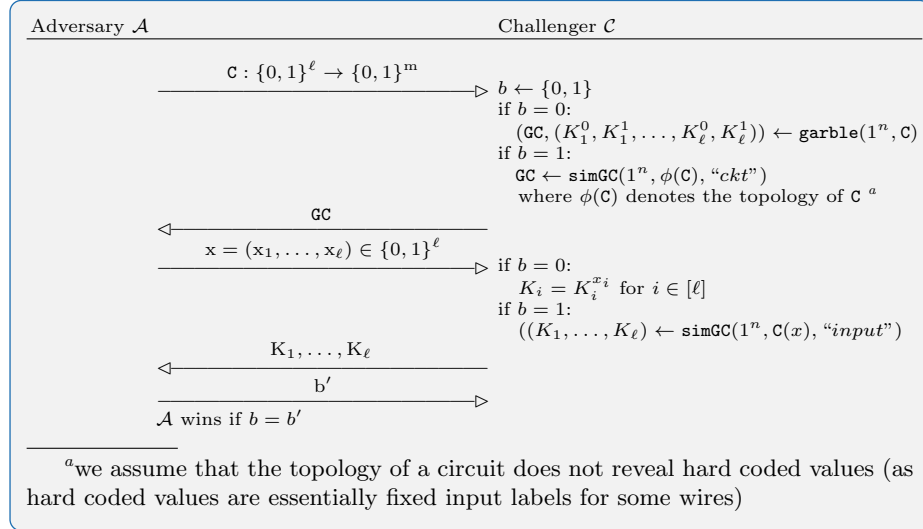 Adversary 𝒜 Challenger 𝒞
C : {0, 1}^ℓ → {0, 1}^m
b ← {0, 1}
if b = 0:
(GC, (K_1^0, K_1^1, . . . , K_ℓ^0, K_ℓ^1)) ← garble(1^n, C)
if b = 1:
GC ← simGC(1^n, ϕ(C), “ckt”)
where ϕ(C) denotes the topology of C ^a
GC
x = (x_1, . . . , x_ℓ) ∈ {0, 1}^ℓ
if b = 0:
K_i = K_i^{x_i} for i ∈ [ℓ]
if b = 1:
((K_1, . . . , K_ℓ) ← simGC(1^n, C(x), “input”)
K_1, . . . , K_ℓ
b′
𝒜 wins if b = b′
^a we assume that the topology of a circuit does not reveal hard coded values (as
hard coded values are essentially fixed input labels for some wires)